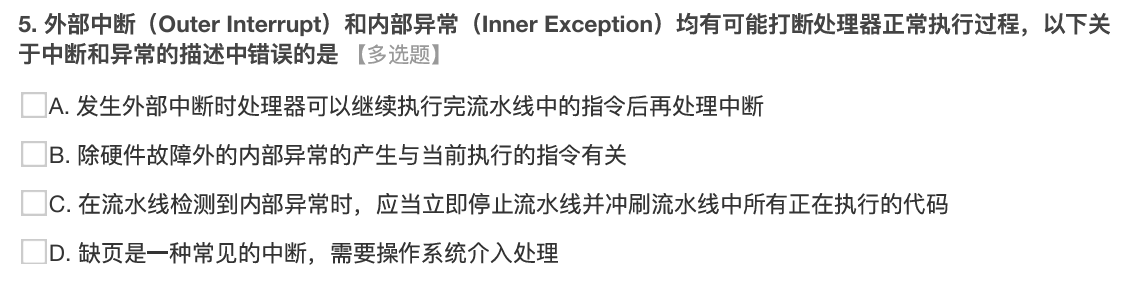 5. 外部中断（Outer Interrupt）和内部异常（Inner Exception）均有可能打断处理器正常执行过程，以下关
于中断和异常的描述中错误的是 【多选题】
A. 发生外部中断时处理器可以继续执行完流水线中的指令后再处理中断
B. 除硬件故障外的内部异常的产生与当前执行的指令有关
C. 在流水线检测到内部异常时，应当立即停止流水线并冲刷流水线中所有正在执行的代码
D. 缺页是一种常见的中断，需要操作系统介入处理